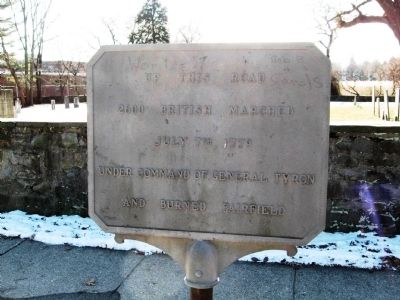 UP THIS ROAD
2600 BRITISH MARCHED
JULY 7TH 1779
UNDER COMMAND OF GENERAL TYRON
AND BURNED FAIRFIELD